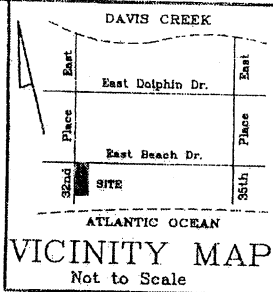 DAVIS CREEK
East
East
East Dolphin Dr.
Place
Place
East Beach Dr.
32nd
SITE
35th
ATLANTIC OCEAN
VICINITY MAP
Not to Scale